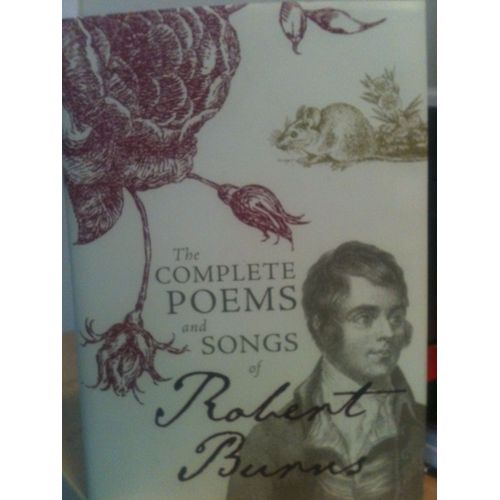 The
COMPLETE
POEMS
and
SONGS
of
Robert
Burns